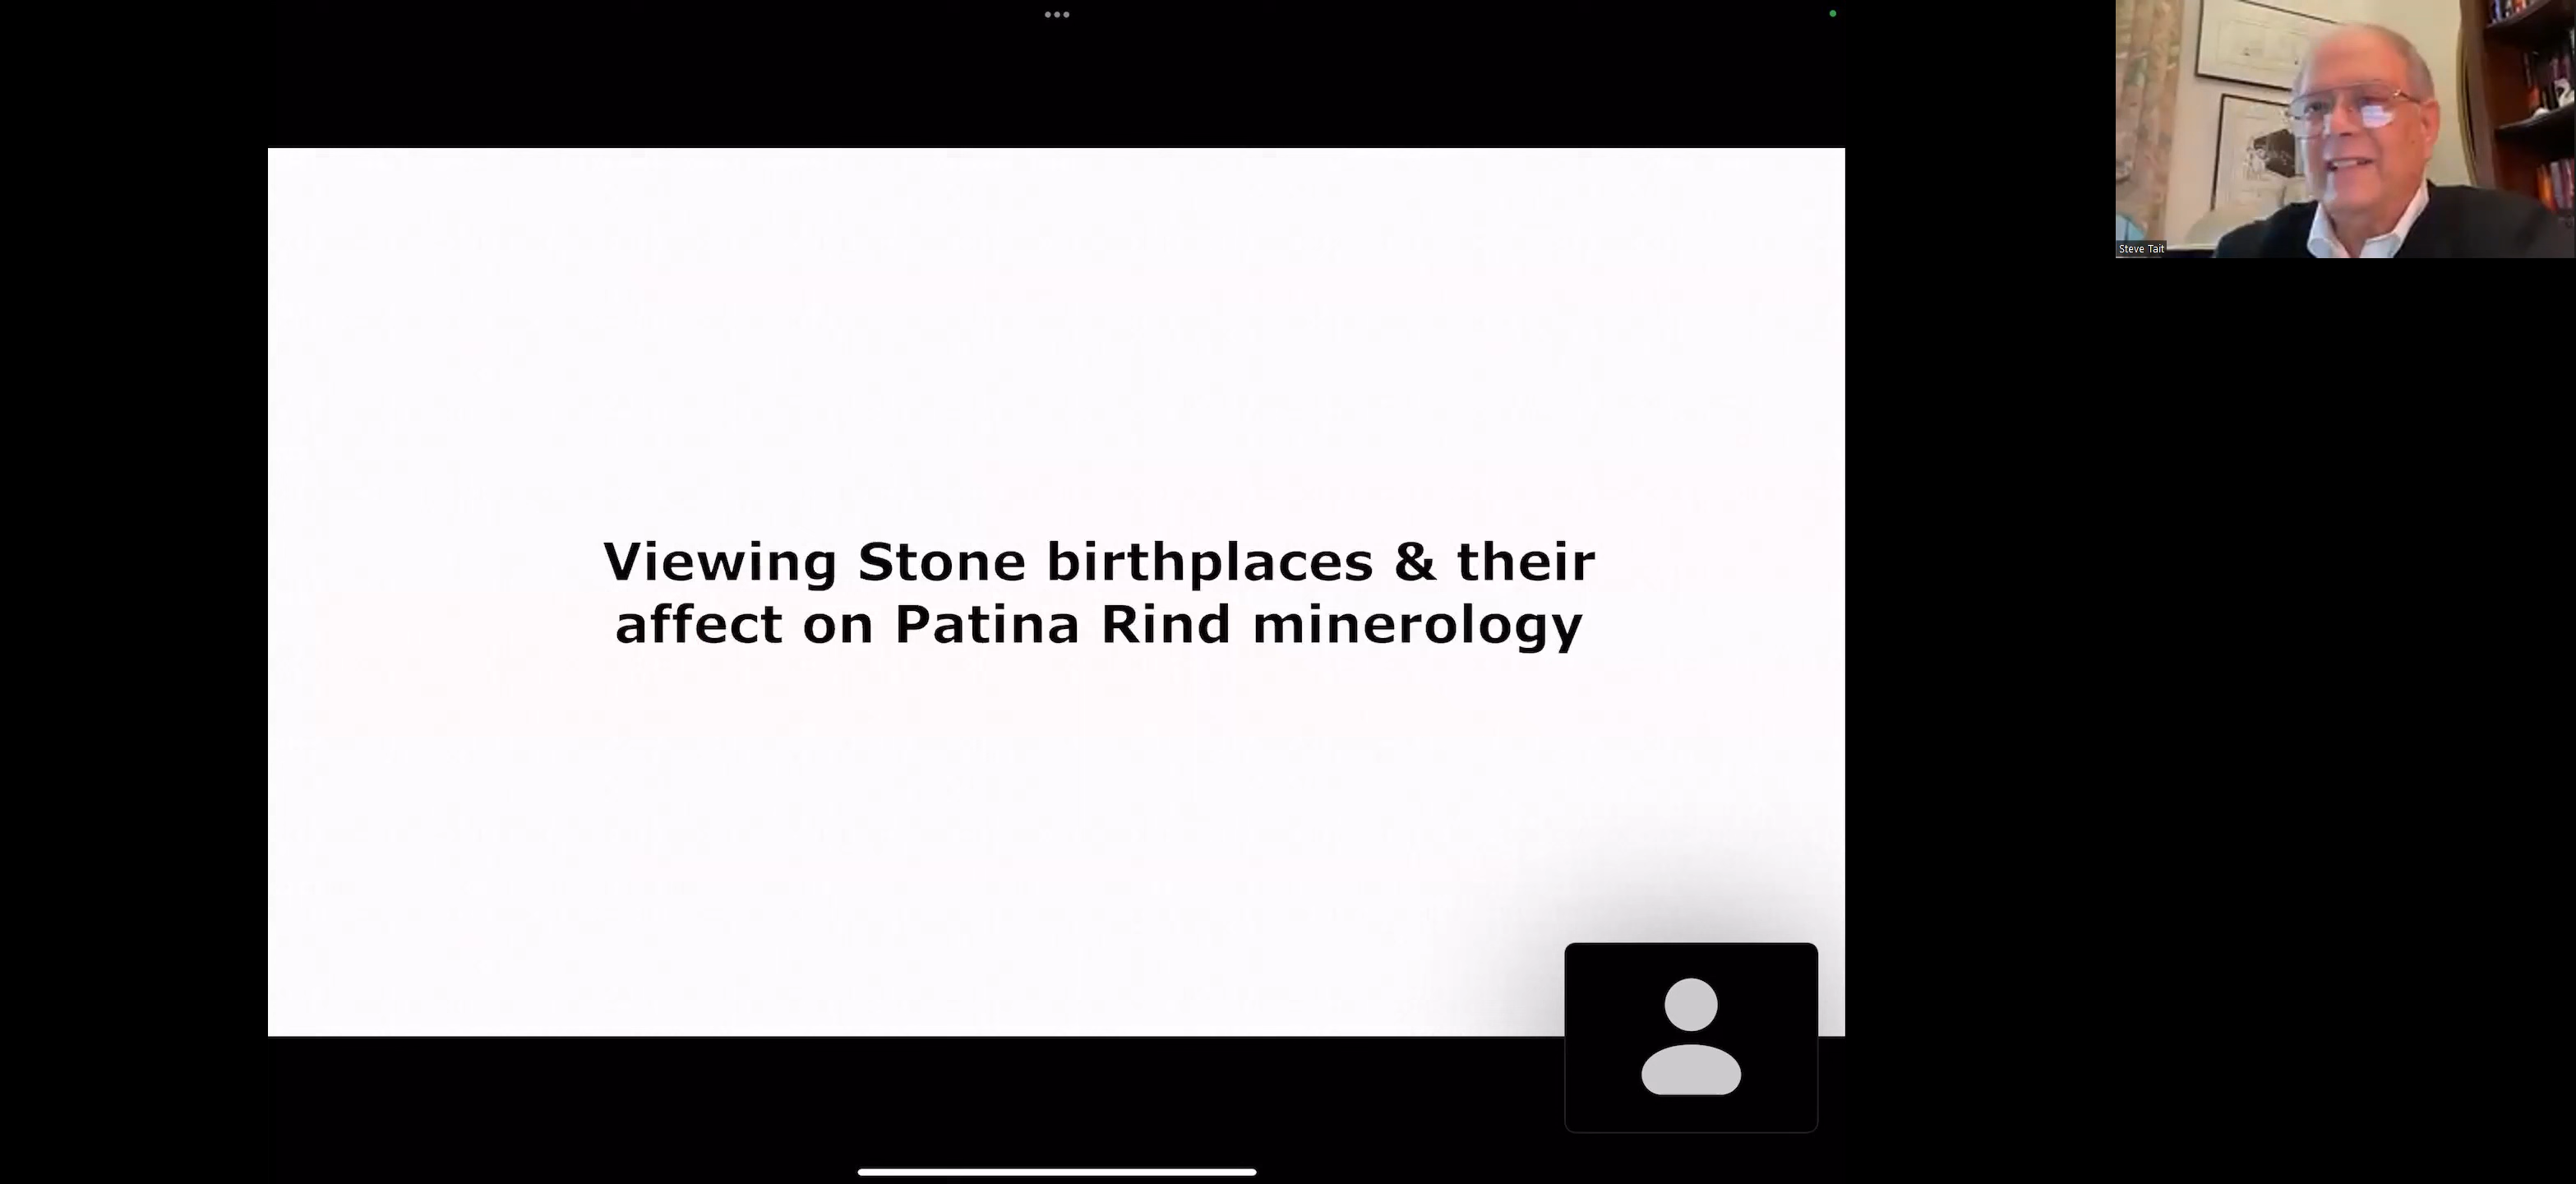 Viewing Stone birthplaces & their
affect on Patina Rind minerology
Steve Tait